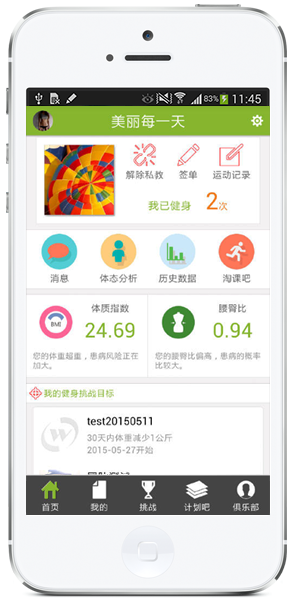 83% 11:45
美丽每一天
解除私教 签单 运动记录
我已健身 2次
消息 体态分析 历史数据 淘课吧
体质指数
BMI 24.69
您的体重超重，患病风险正在
加大。
腰臀比
0.94
您的腰臀比偏高，患病的概率
比较大。
我的健身挑战目标
test20150511
30天内体重减少1公斤
2015-05-27开始
首页 我的 挑战 计划吧 俱乐部